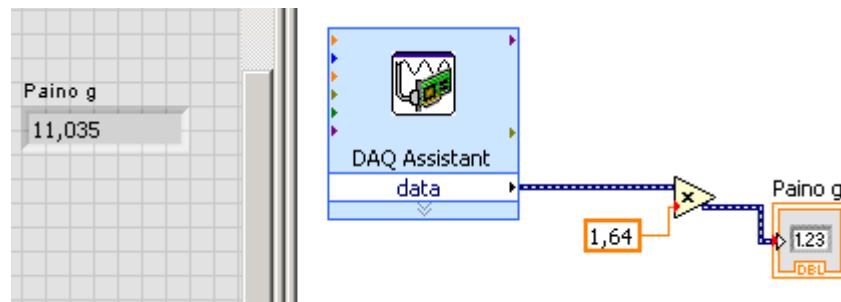 Paino g
11,035
DAQ Assistant
data
1,64
Paino g
1.23
DBL